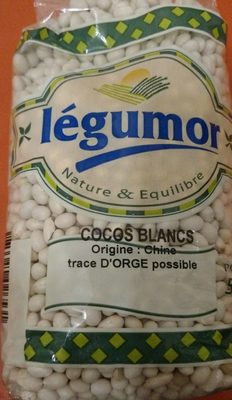 légumor
Nature & Equilibre
COCOS BLANCS
Origine : Chine
trace D'ORGE possible